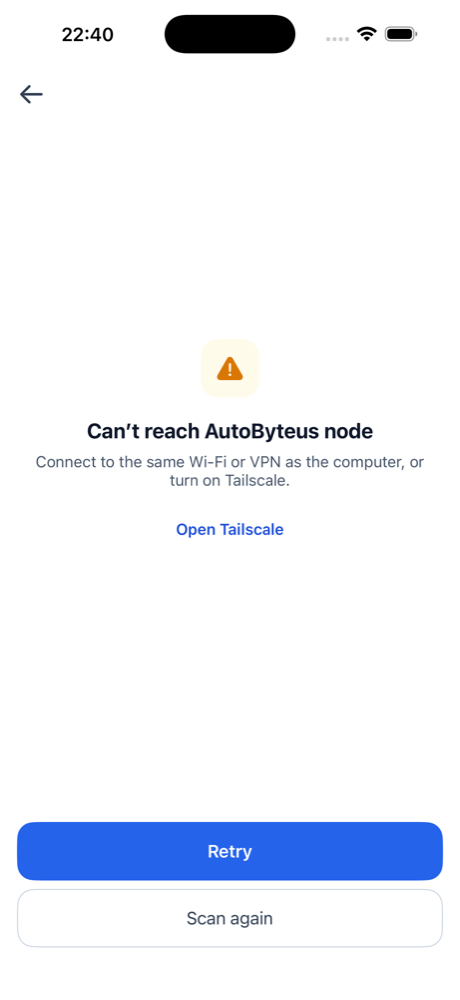 22:40
Can’t reach AutoByteus node
Connect to the same Wi-Fi or VPN as the computer, or
turn on Tailscale.
Open Tailscale
Retry
Scan again